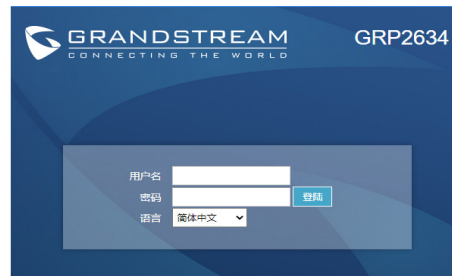 GRANDSTREAM
CONNECTING THE WORLD
GRP2634
用户名
密码
登陆
语言
简体中文